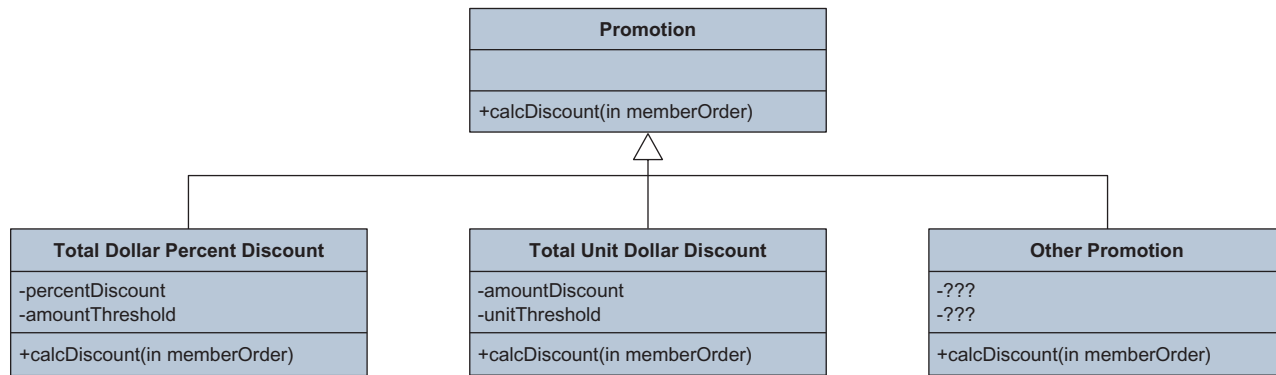 Promotion
+calcDiscount(in memberOrder)
Total Dollar Percent Discount
-percentDiscount
-amountThreshold
+calcDiscount(in memberOrder)
Total Unit Dollar Discount
-amountDiscount
-unitThreshold
+calcDiscount(in memberOrder)
Other Promotion
-???
-???
+calcDiscount(in memberOrder)